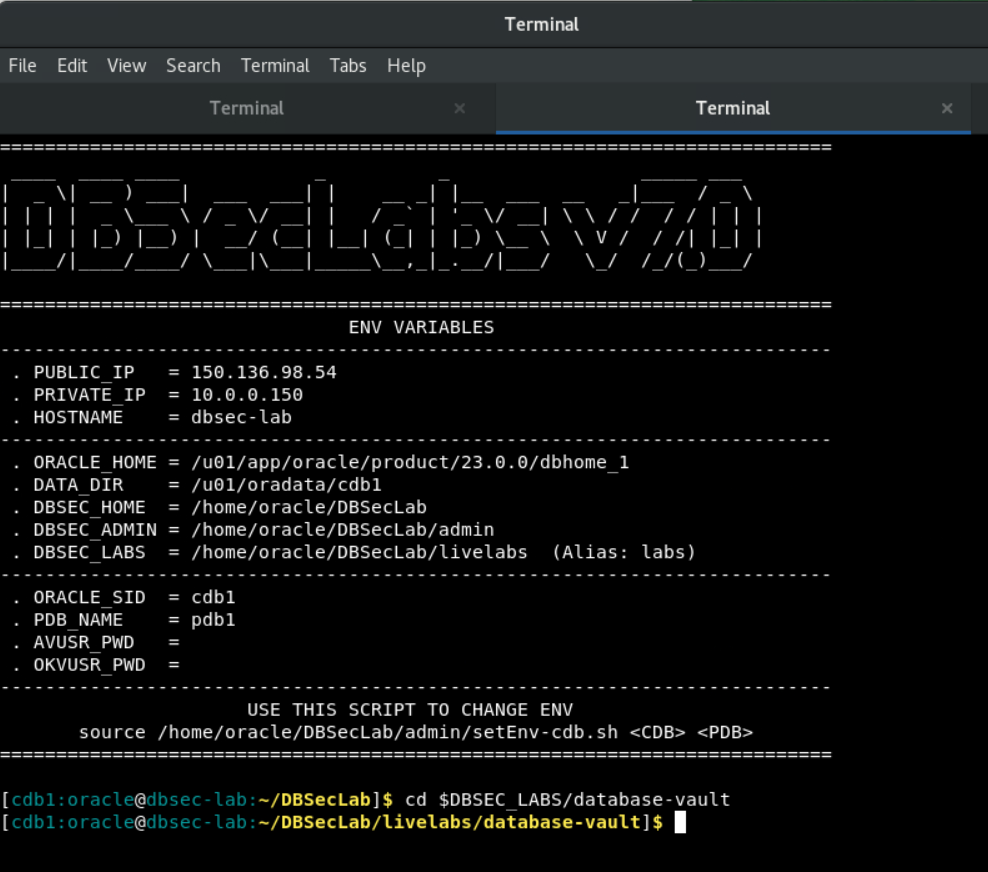 Terminal
File Edit View Search Terminal Tabs Help
Terminal × Terminal ×
==========================================================================
DBSecLabs v7.0
==========================================================================
ENV VARIABLES
--------------------------------------------------------------------------
. PUBLIC_IP = 150.136.98.54
. PRIVATE_IP = 10.0.0.150
. HOSTNAME = dbsec-lab
--------------------------------------------------------------------------
. ORACLE_HOME = /u01/app/oracle/product/23.0.0/dbhome_1
. DATA_DIR = /u01/oradata/cdb1
. DBSEC_HOME = /home/oracle/DBSecLab
. DBSEC_ADMIN = /home/oracle/DBSecLab/admin
. DBSEC_LABS = /home/oracle/DBSecLab/livelabs (Alias: labs)
--------------------------------------------------------------------------
. ORACLE_SID = cdb1
. PDB_NAME = pdb1
. AVUSR_PWD =
. OKVUSR_PWD =
--------------------------------------------------------------------------
USE THIS SCRIPT TO CHANGE ENV
source /home/oracle/DBSecLab/admin/setEnv-cdb.sh <CDB> <PDB>
==========================================================================
[cdb1:oracle@dbsec-lab:~/DBSecLab]$ cd $DBSEC_LABS/database-vault
[cdb1:oracle@dbsec-lab:~/DBSecLab/livelabs/database-vault]$